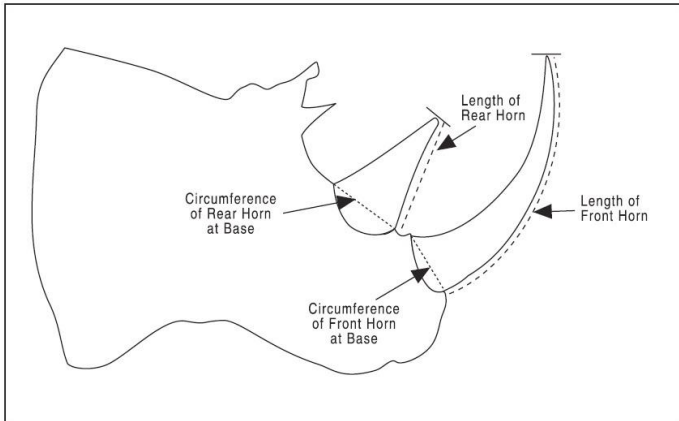 Length of
Rear Horn
Circumference
of Rear Horn
at Base
Length of
Front Horn
Circumference
of Front Horn
at Base